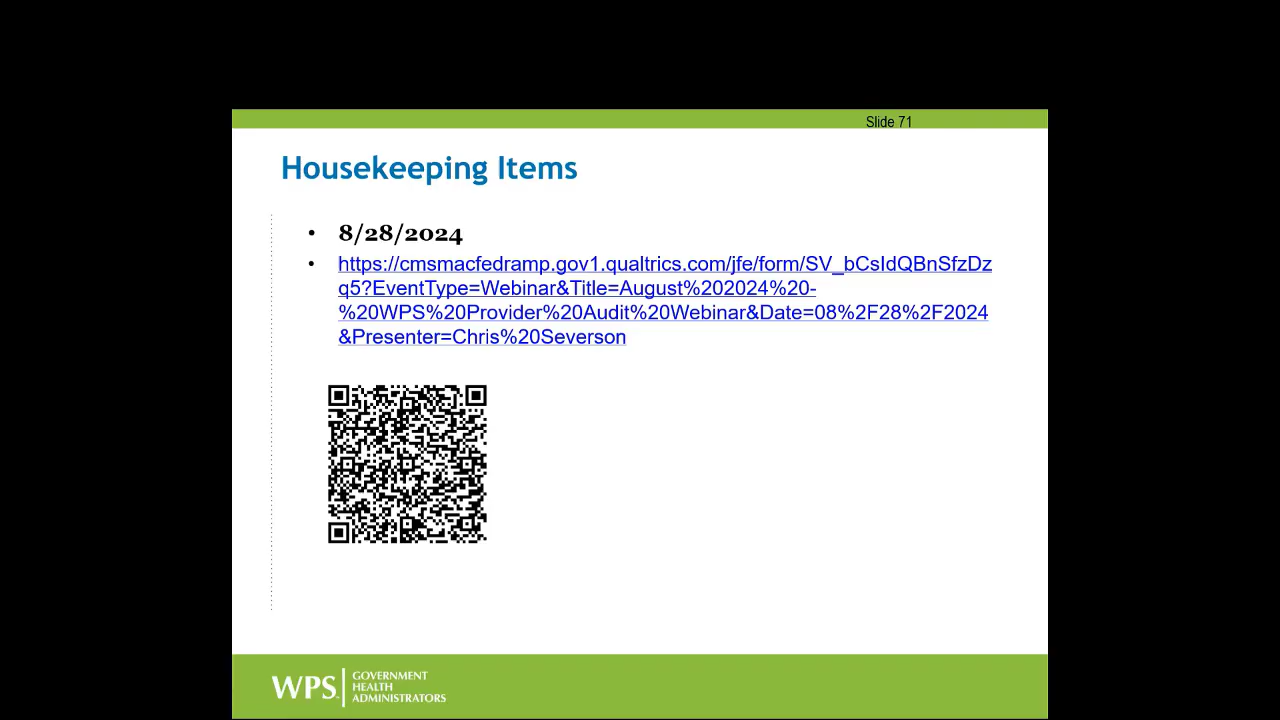 Slide 71
Housekeeping Items
• 8/28/2024
• https://cmsmacfedramp.gov1.qualtrics.com/jfe/form/SV_bCsIdQBnSfzDz
q5?EventType=Webinar&Title=August%202024%20-
%20WPS%20Provider%20Audit%20Webinar&Date=08%2F28%2F2024
&Presenter=Chris%20Severson
WPS
GOVERNMENT
HEALTH
ADMINISTRATORS